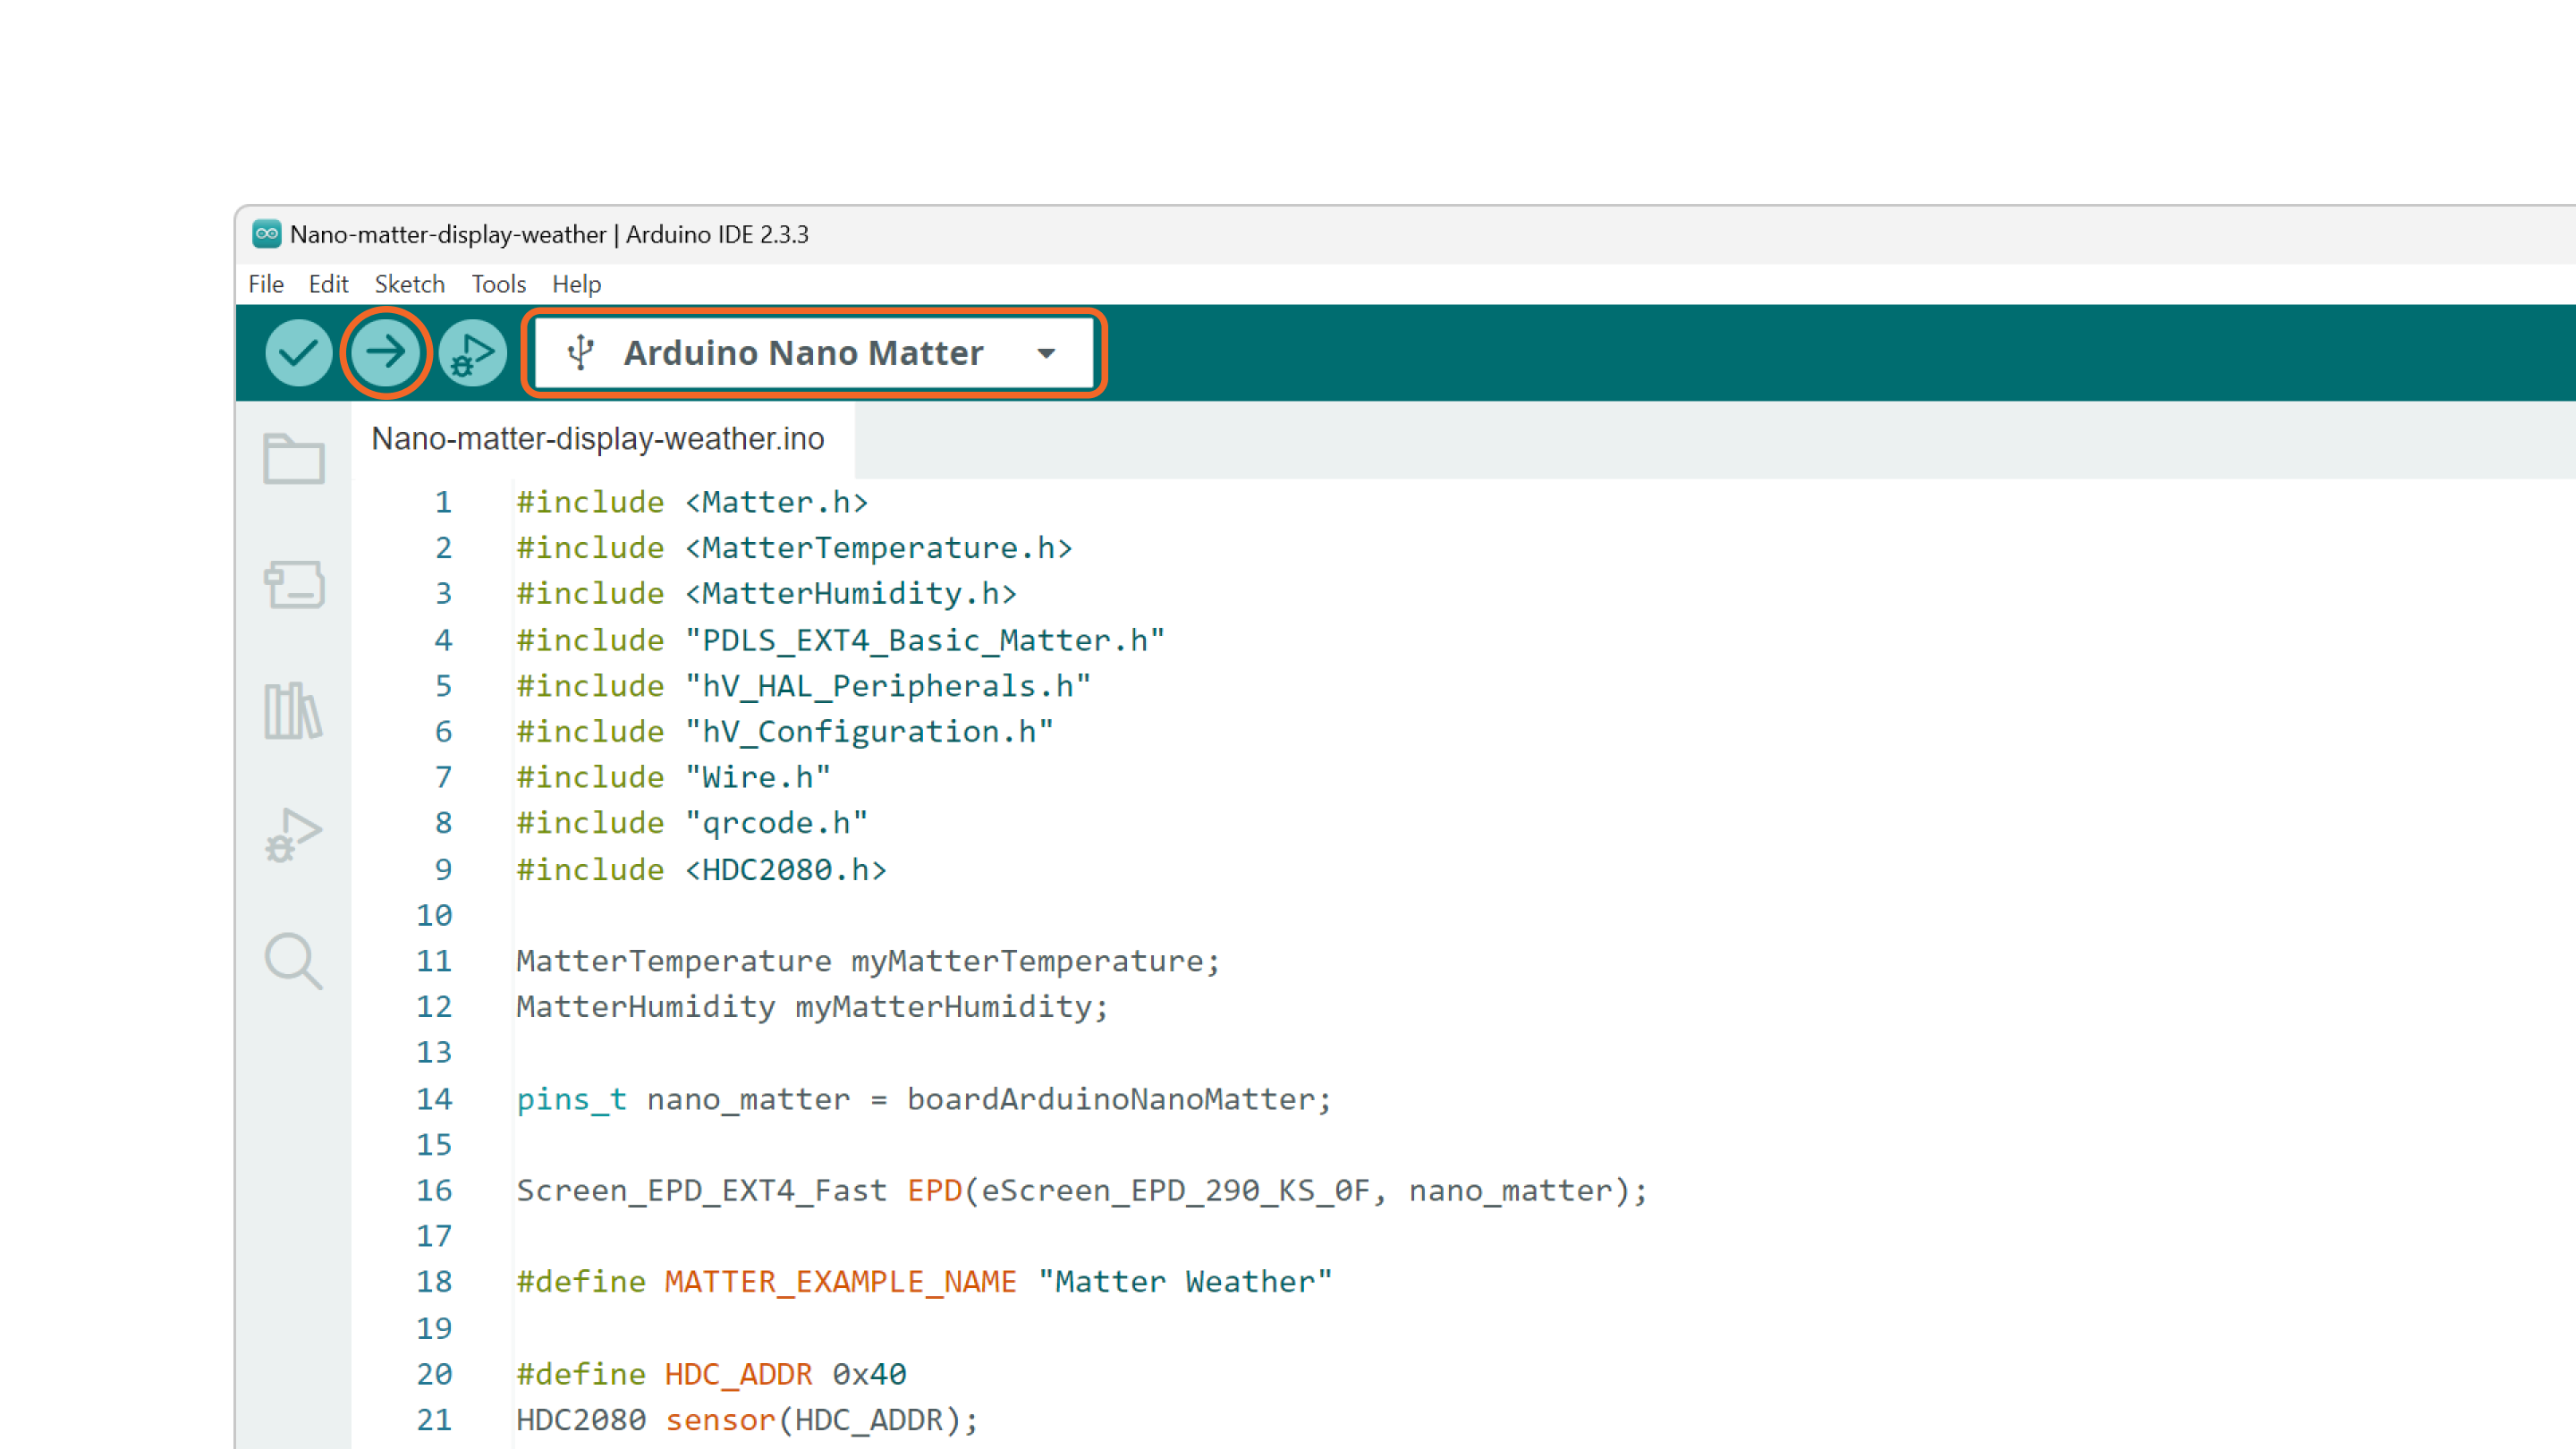 Nano-matter-display-weather | Arduino IDE 2.3.3
File Edit Sketch Tools Help
Arduino Nano Matter
Nano-matter-display-weather.ino
1 #include <Matter.h>
2 #include <MatterTemperature.h>
3 #include <MatterHumidity.h>
4 #include "PDLS_EXT4_Basic_Matter.h"
5 #include "hV_HAL_Peripherals.h"
6 #include "hV_Configuration.h"
7 #include "Wire.h"
8 #include "qrcode.h"
9 #include <HDC2080.h>
10
11 MatterTemperature myMatterTemperature;
12 MatterHumidity myMatterHumidity;
13
14 pins_t nano_matter = boardArduinoNanoMatter;
15
16 Screen_EPD_EXT4_Fast EPD(eScreen_EPD_290_KS_0F, nano_matter);
17
18 #define MATTER_EXAMPLE_NAME "Matter Weather"
19
20 #define HDC_ADDR 0x40
21 HDC2080 sensor(HDC_ADDR);